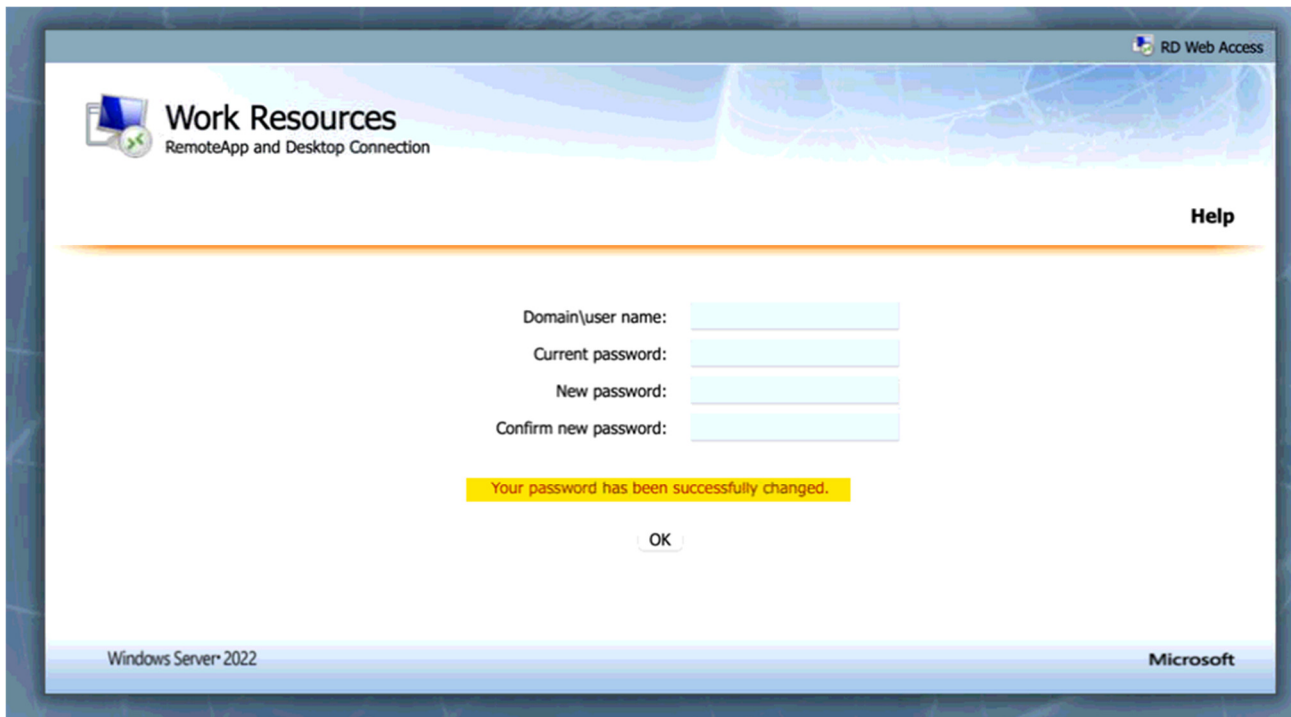 RD Web Access
Work Resources
RemoteApp and Desktop Connection
Help
Domain\user name:
Current password:
New password:
Confirm new password:
Your password has been successfully changed.
OK
Windows Server 2022
Microsoft